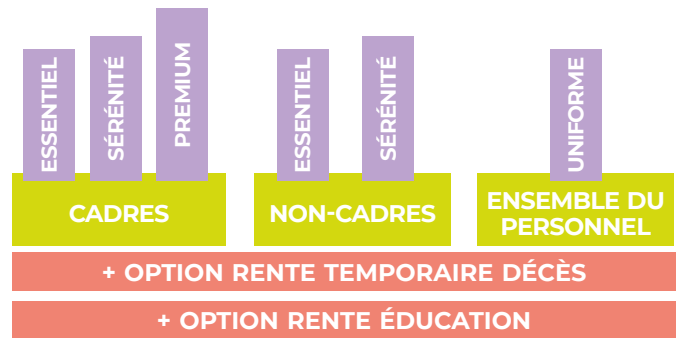 ESSENTIEL
SÉRÉNITÉ
PREMIUM
CADRES
ESSENTIEL
SÉRÉNITÉ
NON-CADRES
UNIFORME
ENSEMBLE DU
PERSONNEL
+ OPTION RENTE TEMPORAIRE DÉCÈS
+ OPTION RENTE ÉDUCATION